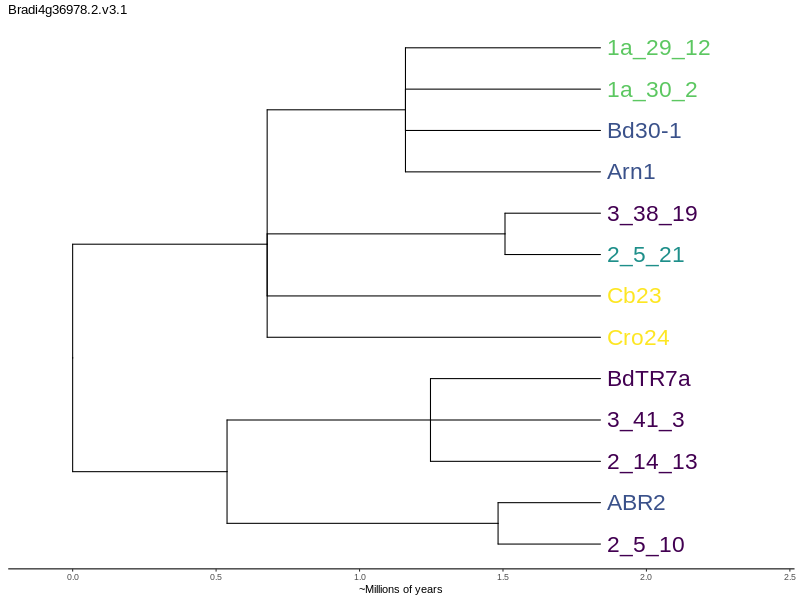 Bradi4g36978.2.v3.1
1a_29_12
1a_30_2
Bd30-1
Arn1
3_38_19
2_5_21
Cb23
Cro24
BdTR7a
3_41_3
2_14_13
ABR2
2_5_10
0.0 0.5 1.0 1.5 2.0 2.5
~Millions of years